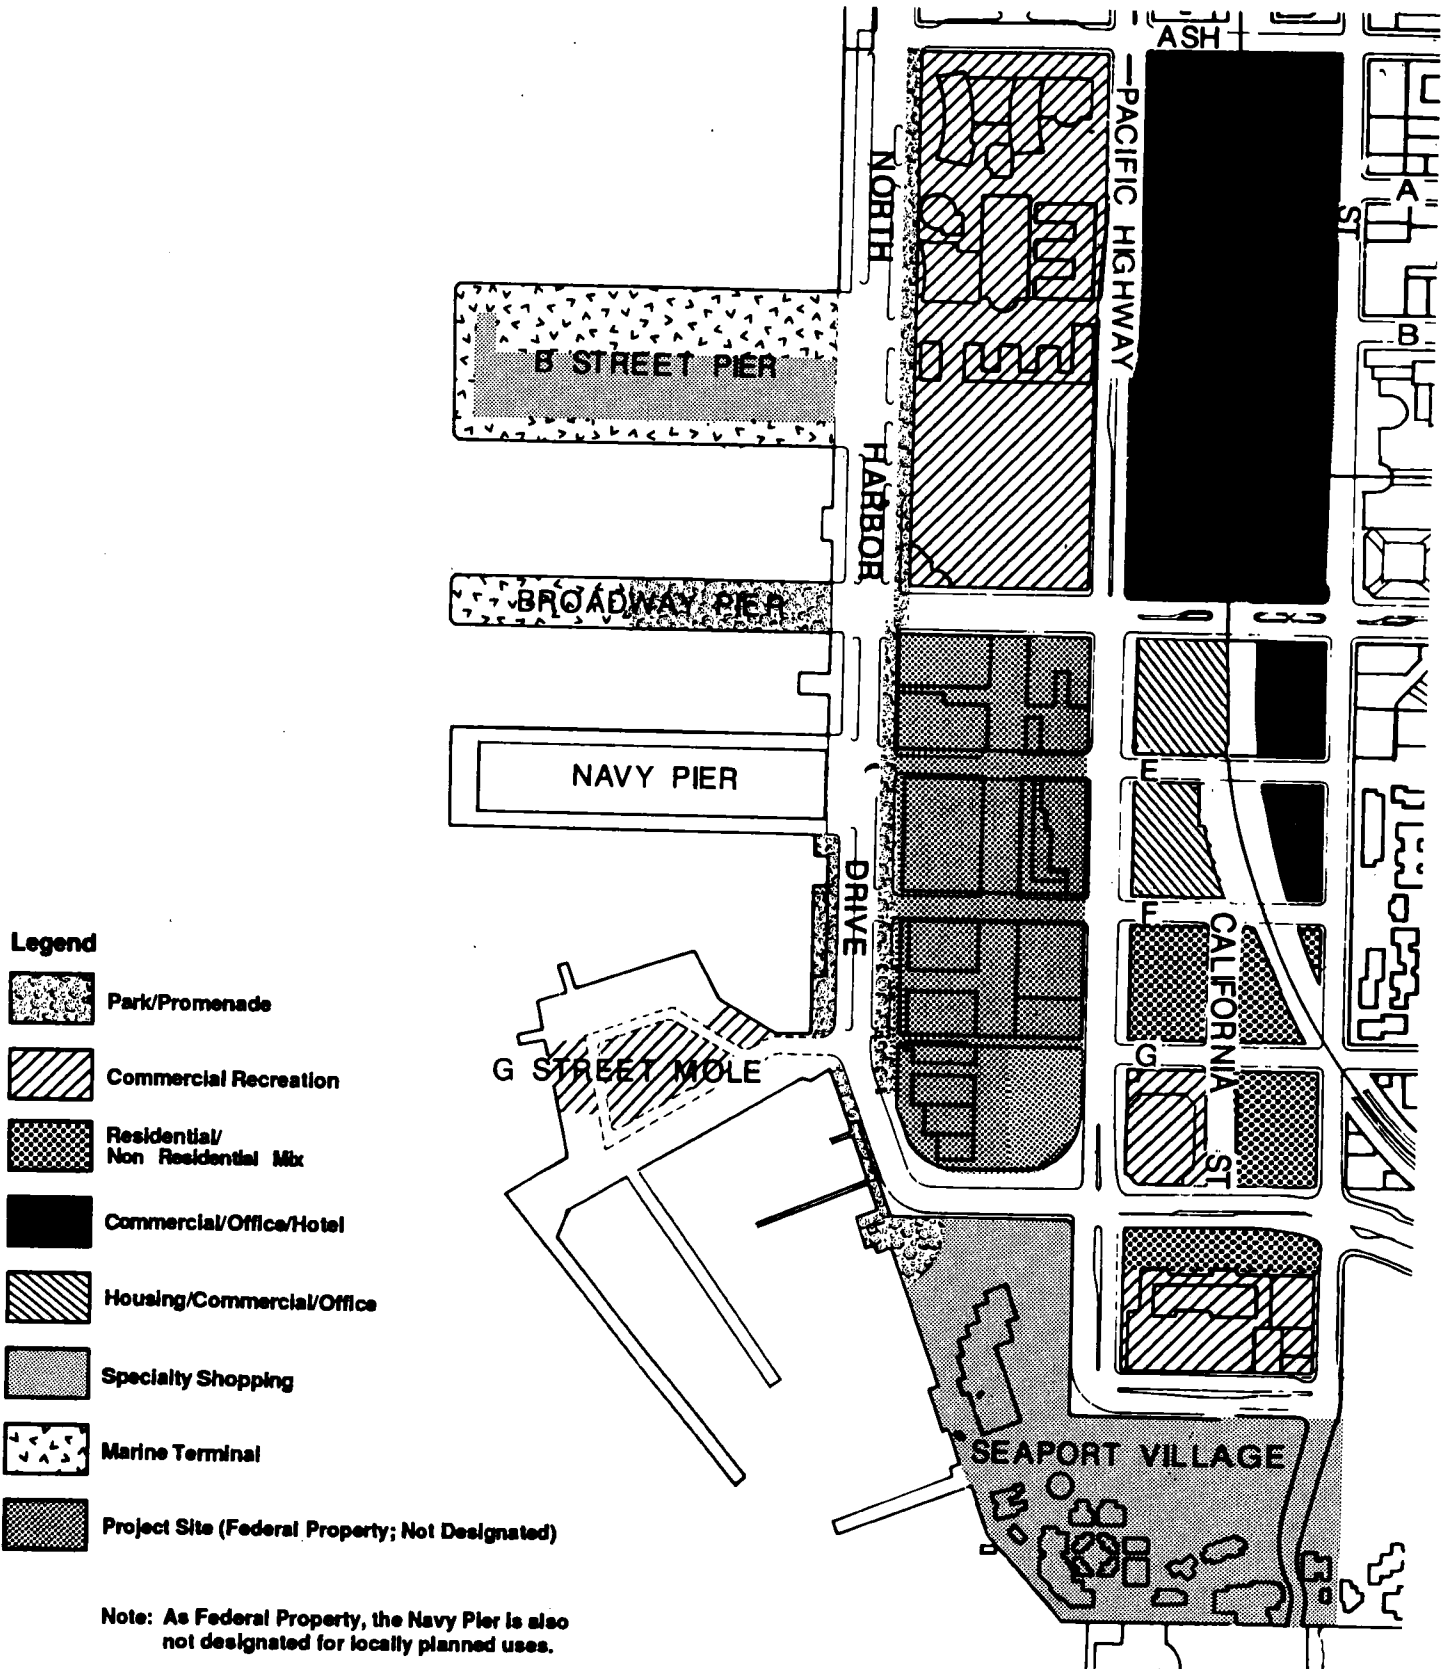 ASH
PACIFIC HIGHWAY
NORTH
A
ST
B
B STREET PIER
HARBOR
BROADWAY PIER
NAVY PIER
E
DRIVE
F
CALIFORNIA ST
G
G STREET MOLE
SEAPORT VILLAGE
Legend
Park/Promenade
Commercial Recreation
Residential/
Non Residential Mix
Commercial/Office/Hotel
Housing/Commercial/Office
Specialty Shopping
Marine Terminal
Project Site (Federal Property; Not Designated)
Note: As Federal Property, the Navy Pier is also
not designated for locally planned uses.